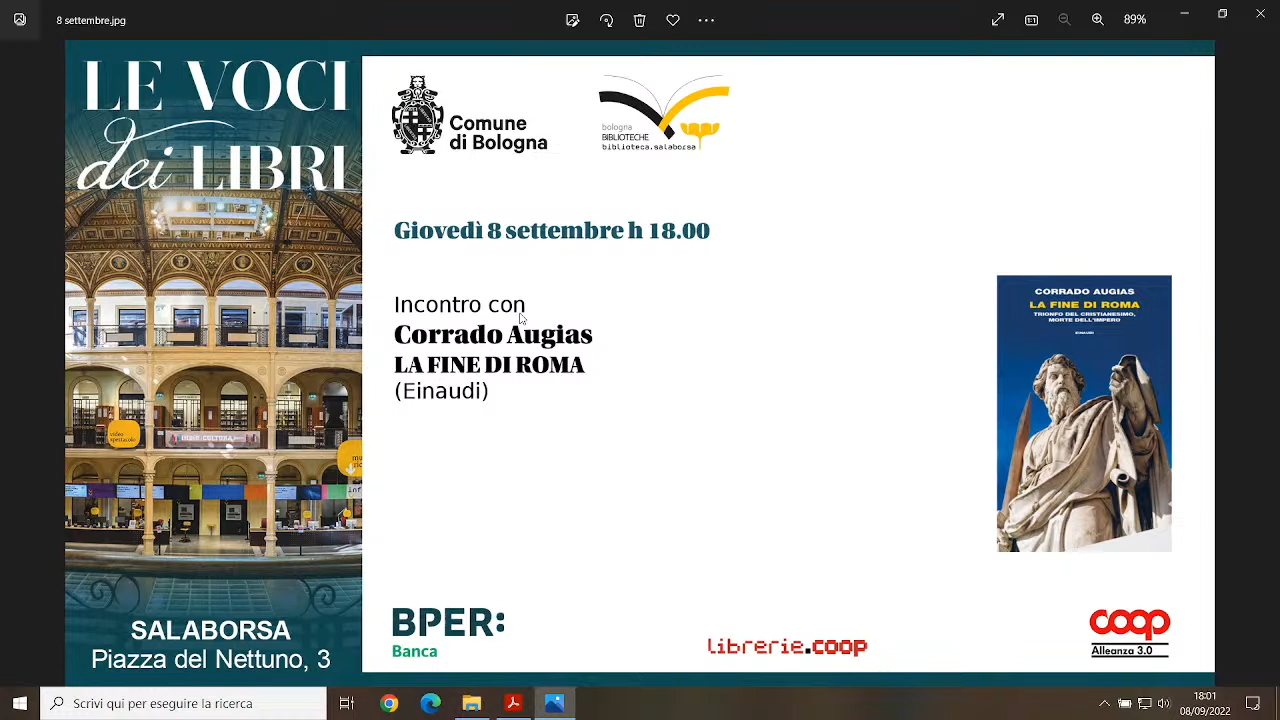 8 settembre.jpg
89%
LE VOCI
dei LIBRI
Comune
di Bologna
bologna
BIBLIOTECHE
biblioteca.salaborsa
Giovedì 8 settembre h 18.00
Incontro con
Corrado Augias
LA FINE DI ROMA
(Einaudi)
CORRADO AUGIAS
LA FINE DI ROMA
TRIONFO DEL CRISTIANESIMO,
MORTE DELL'IMPERO
EINAUDI
video
spettacolo
SALABORSA
Piazza del Nettuno, 3
BPER:
Banca
librerie.coop
coop
Alleanza 3.0
Scrivi qui per eseguire la ricerca
18:01
08/09/2022